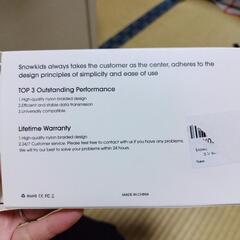 Snowkids always takes the customer as the center, adheres to the
design principles of simplicity and ease of use
TOP 3 Outstanding Performance
1.High-quality nylon braided design
2.Efficient and stable data transmission
3.Universally compatible
Lifetime Warranty
1.High-quality nylon braided design
2.24/7 Customer service. Please feel free to contact with us if you have any problems.
We will try our best to solve your problems within 24 hours.
RoHS
MADE IN CHINA